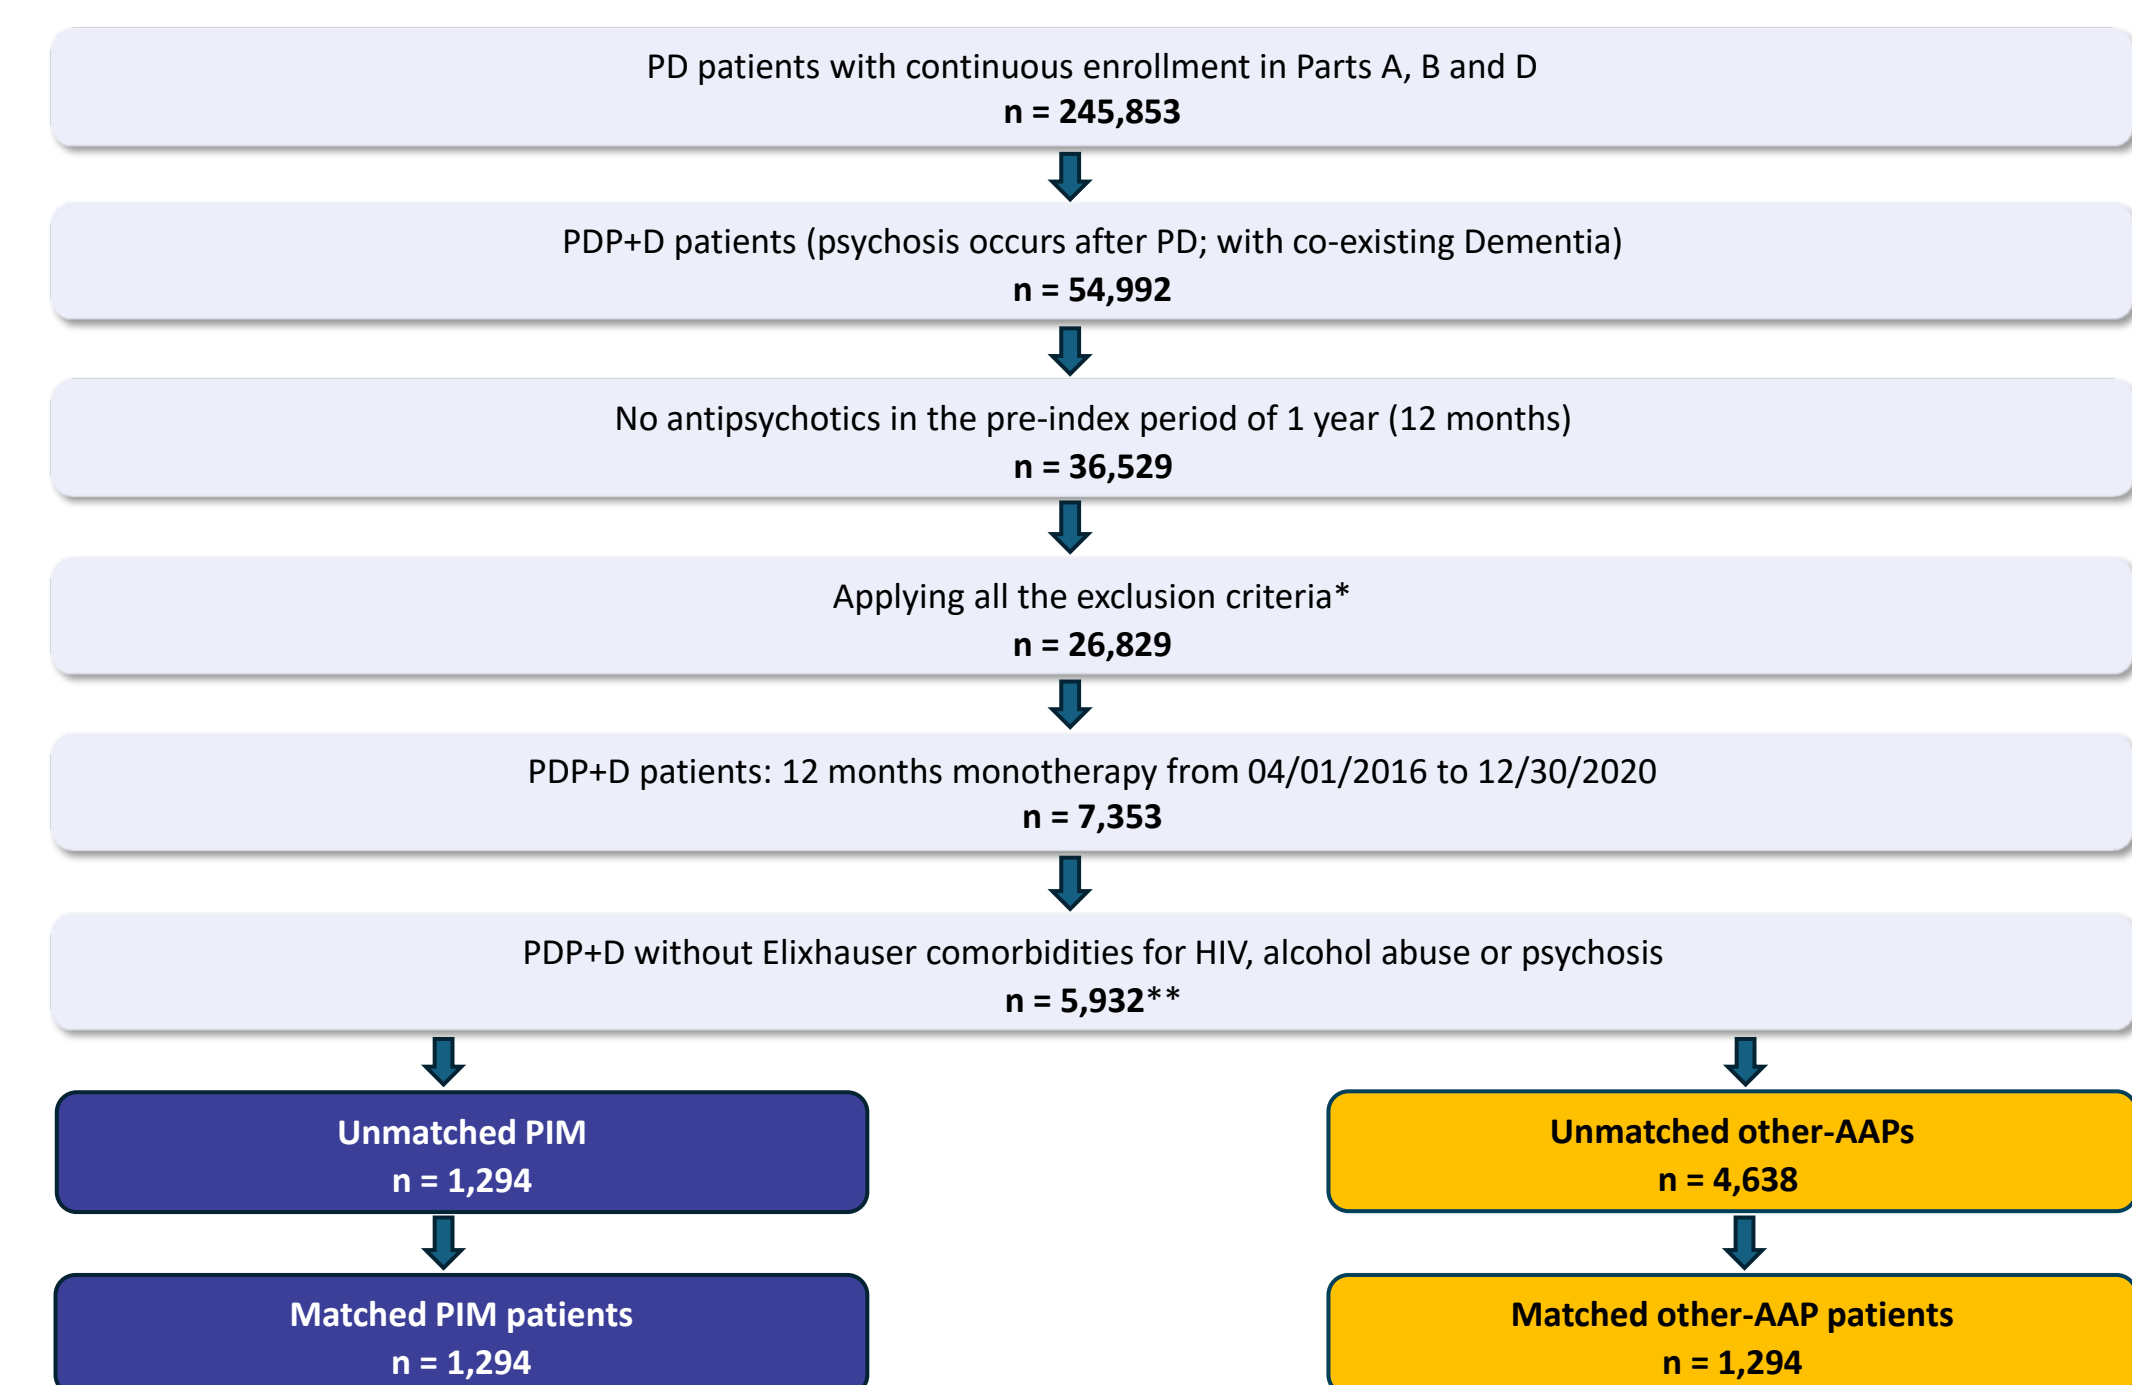 PD patients with continuous enrollment in Parts A, B and D
n = 245,853
PDP+D patients (psychosis occurs after PD; with co-existing Dementia)
n = 54,992
No antipsychotics in the pre-index period of 1 year (12 months)
n = 36,529
Applying all the exclusion criteria*
n = 26,829
PDP+D patients: 12 months monotherapy from 04/01/2016 to 12/30/2020
n = 7,353
PDP+D without Elixhauser comorbidities for HIV, alcohol abuse or psychosis
n = 5,932**
Unmatched PIM
n = 1,294
Unmatched other-AAPs
n = 4,638
Matched PIM patients
n = 1,294
Matched other-AAP patients
n = 1,294